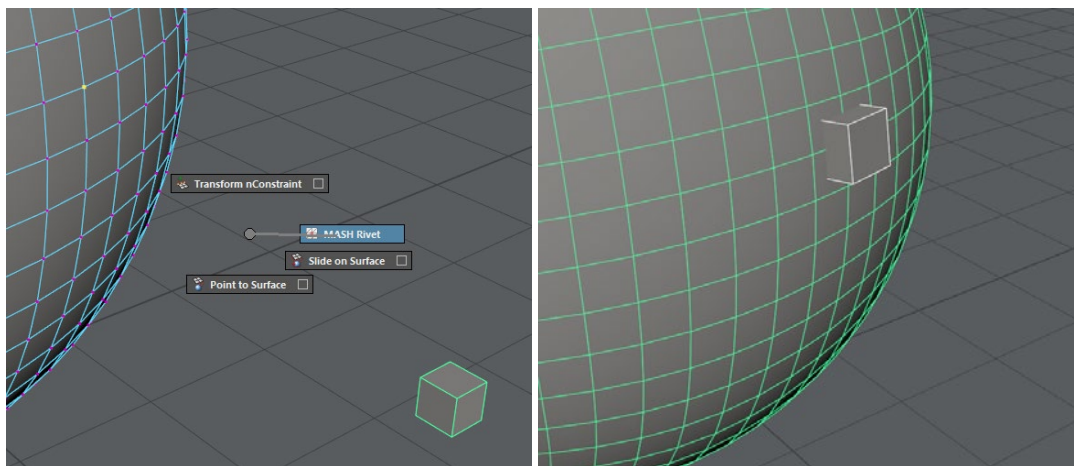 Transform nConstraint
MASH Rivet
Slide on Surface
Point to Surface